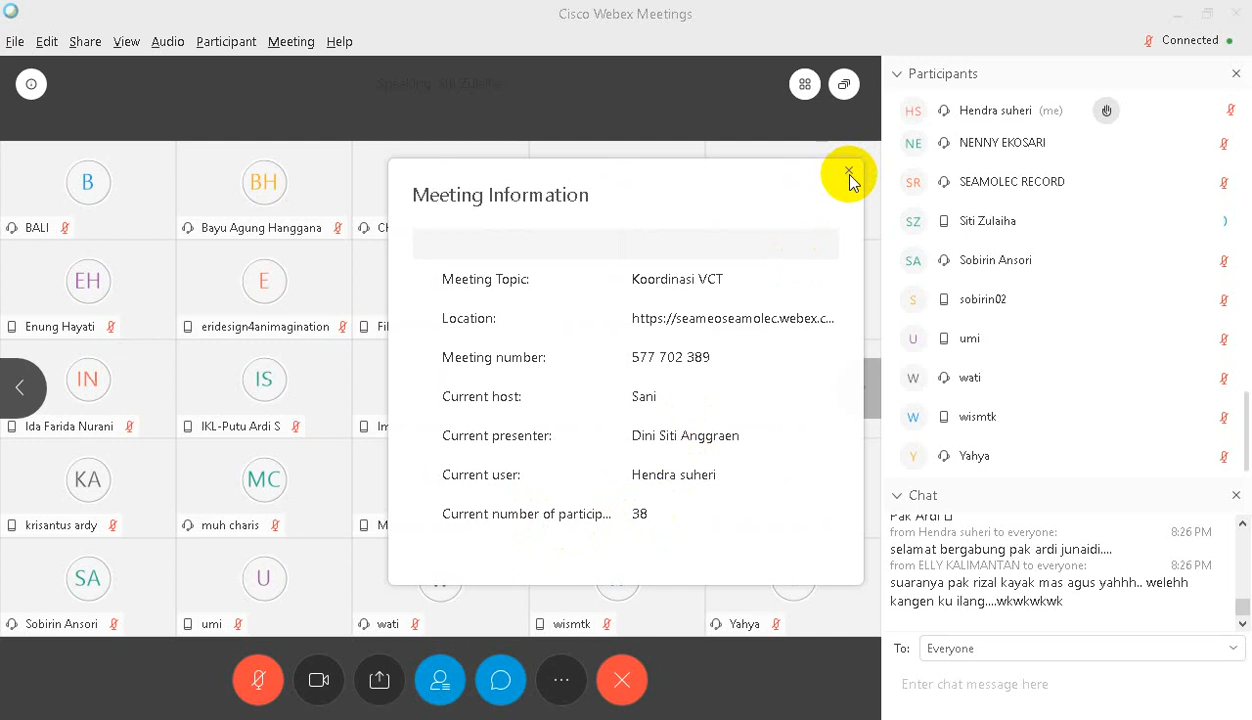 Cisco Webex Meetings
File Edit Share View Audio Participant Meeting Help
Connected
Speaking:
B
BALI
BH
Bayu Agung Hanggana
EH
Enung Hayati
E
eridesign4animagination
IN
Ida Farida Nurani
IS
IKL-Putu Ardi S
KA
krisantus ardy
MC
muh charis
SA
Sobirin Ansori
U
umi
wati
wismtk
Yahya
Meeting Information
Meeting Topic: Koordinasi VCT
Location: https://seameoseamolec.webex.c...
Meeting number: 577 702 389
Current host: Sani
Current presenter: Dini Siti Anggraen
Current user: Hendra suheri
Current number of particip... 38
Participants
HS Hendra suheri (me)
NE NENNY EKOSARI
SR SEAMOLEC RECORD
SZ Siti Zulaiha
SA Sobirin Ansori
S sobirin02
U umi
W wati
W wismtk
Y Yahya
Chat
Pak Ardi
from Hendra suheri to everyone: 8:26 PM
selamat bergabung pak ardi junaidi....
from ELLY KALIMANTAN to everyone: 8:26 PM
suaranya pak rizal kayak mas agus yahhh.. welehh
kangen ku ilang....wkwkwkwk
To: Everyone
Enter chat message here